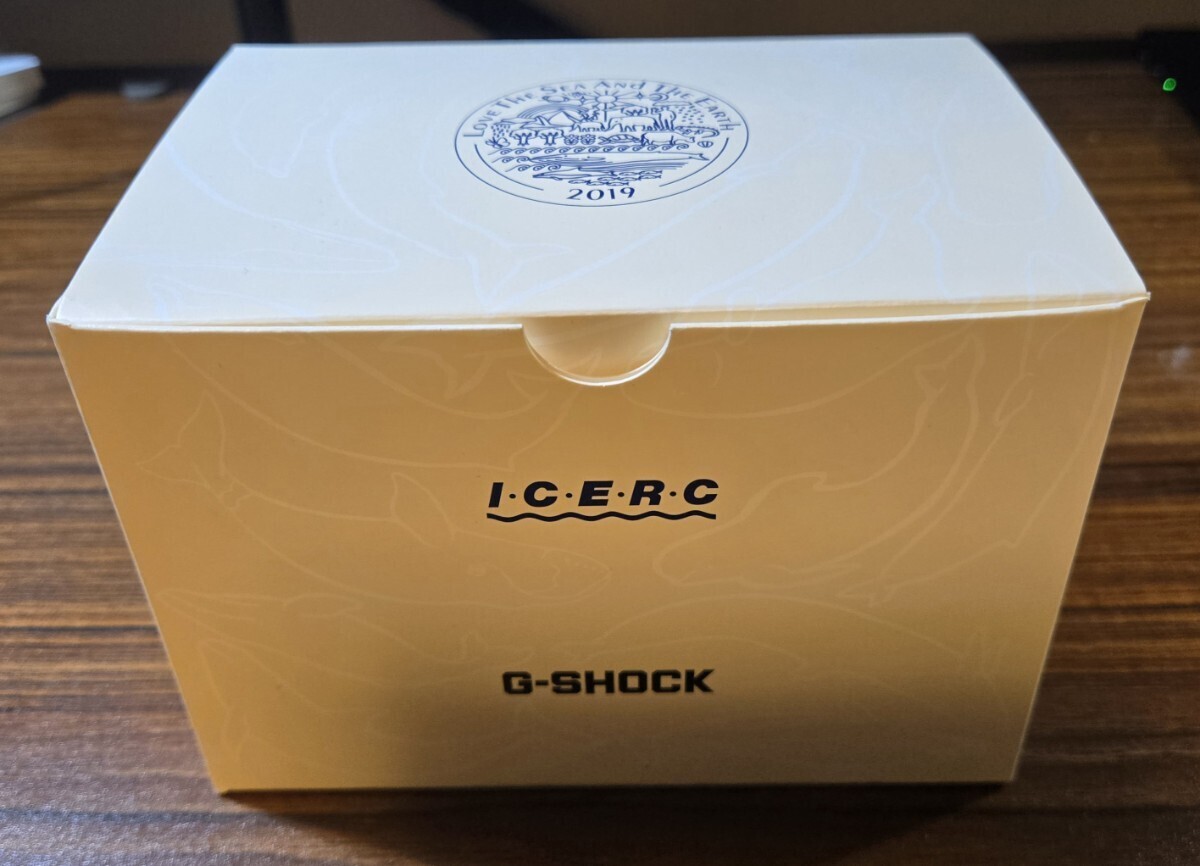 LOVE THE SEA AND THE EARTH
2019
I·C·E·R·C
G-SHOCK